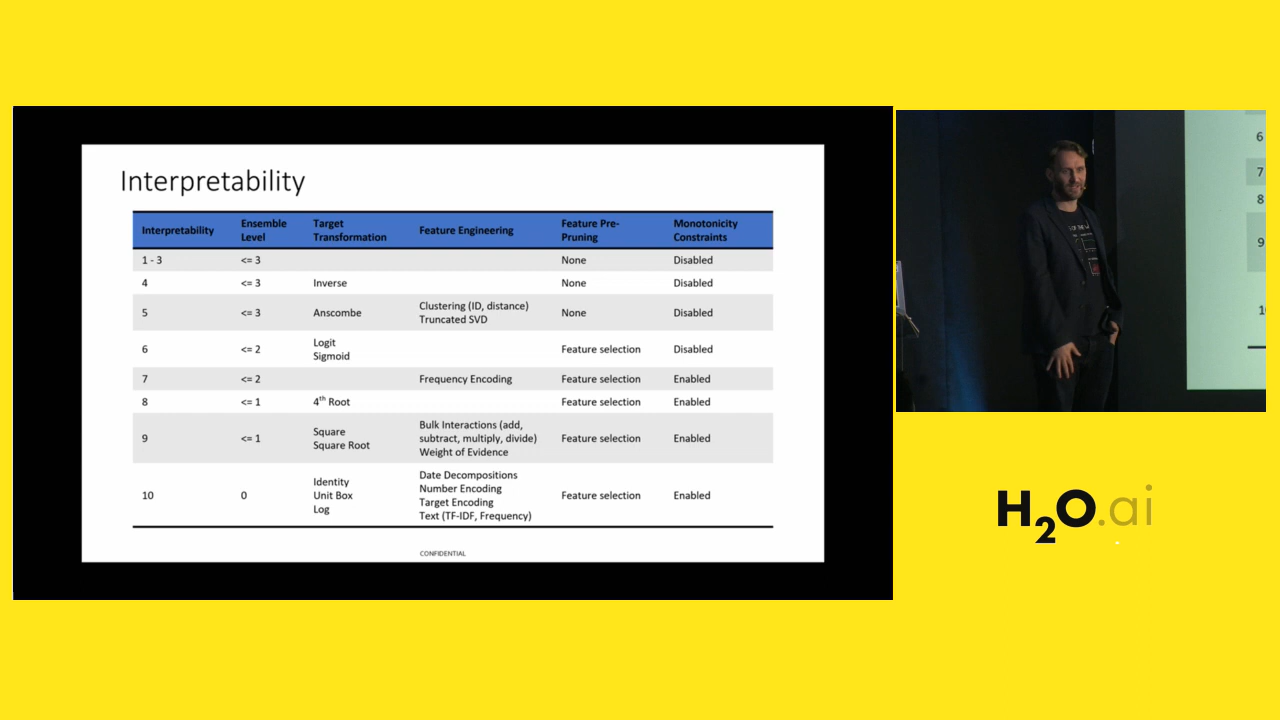 Interpretability
Interpretability Ensemble Level Target Transformation Feature Engineering Feature Pre-Pruning Monotonicity Constraints
1 - 3 <= 3 None Disabled
4 <= 3 Inverse None Disabled
5 <= 3 Anscombe Clustering (ID, distance) Truncated SVD None Disabled
6 <= 2 Logit Sigmoid Feature selection Disabled
7 <= 2 Frequency Encoding Feature selection Enabled
8 <= 1 4th Root Feature selection Enabled
9 <= 1 Square Square Root Bulk Interactions (add, subtract, multiply, divide) Weight of Evidence Feature selection Enabled
10 0 Identity Unit Box Log Date Decompositions Number Encoding Target Encoding Text (TF-IDF, Frequency) Feature selection Enabled
CONFIDENTIAL
6
7
8
9
H2O.ai